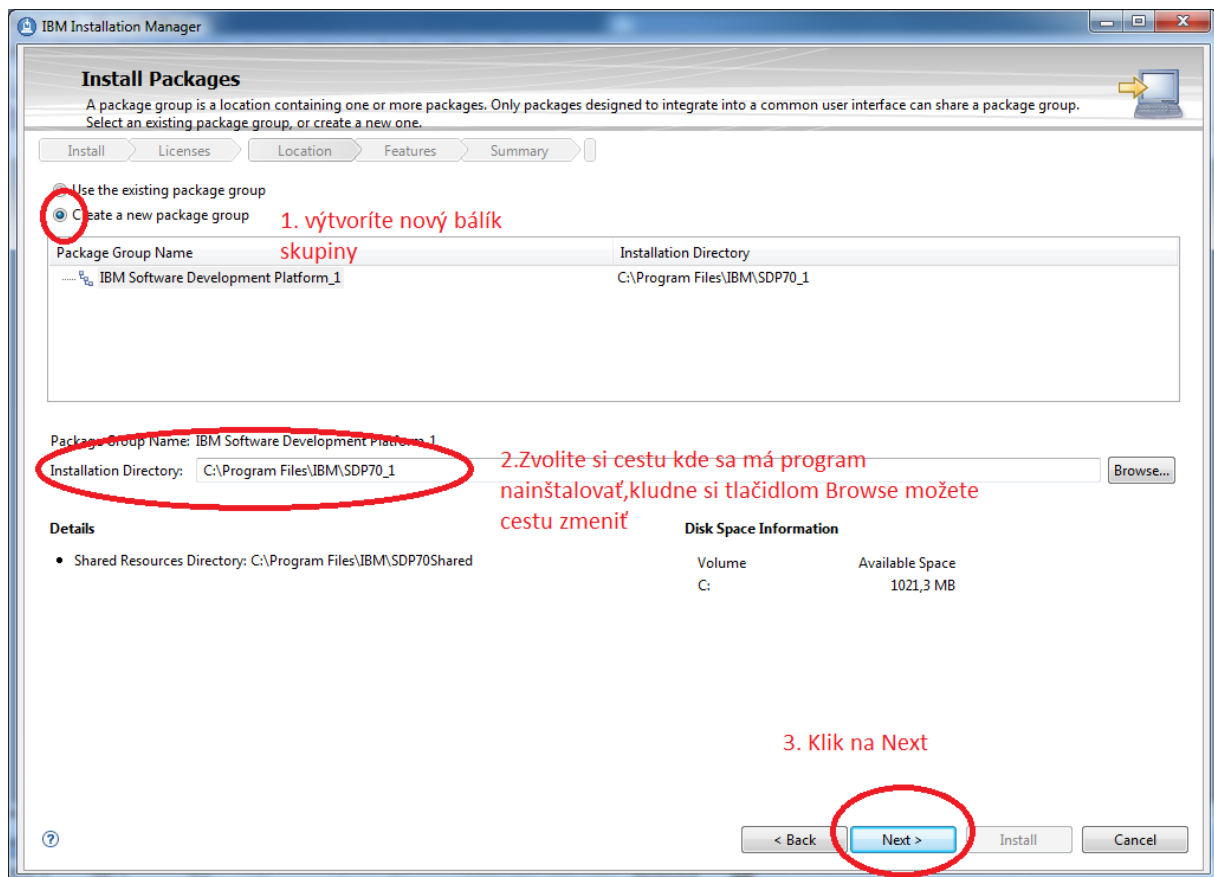 IBM Installation Manager
Install Packages
A package group is a location containing one or more packages. Only packages designed to integrate into a common user interface can share a package group.
Select an existing package group, or create a new one.
Install Licenses Location Features Summary
Use the existing package group
Create a new package group
1. výtvoríte nový bálík
skupiny
Package Group Name Installation Directory
IBM Software Development Platform_1 C:\Program Files\IBM\SDP70_1
Package Group Name: IBM Software Development Platform_1
Installation Directory: C:\Program Files\IBM\SDP70_1 Browse...
2.Zvolite si cestu kde sa má program
nainštalovať,kludne si tlačidlom Browse možete
cestu zmeniť
Details Disk Space Information
• Shared Resources Directory: C:\Program Files\IBM\SDP70Shared Volume Available Space
C: 1021,3 MB
3. Klik na Next
? < Back Next > Install Cancel